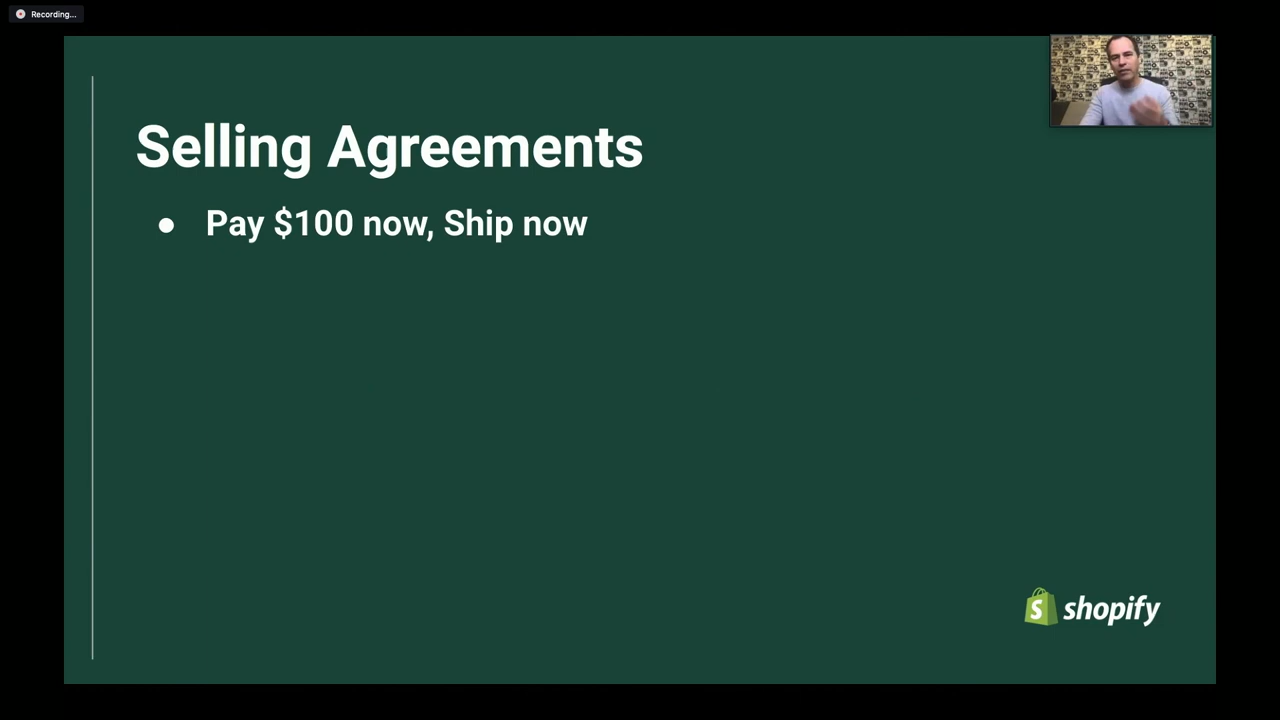 Recording...
Selling Agreements
● Pay $100 now, Ship now
shopify